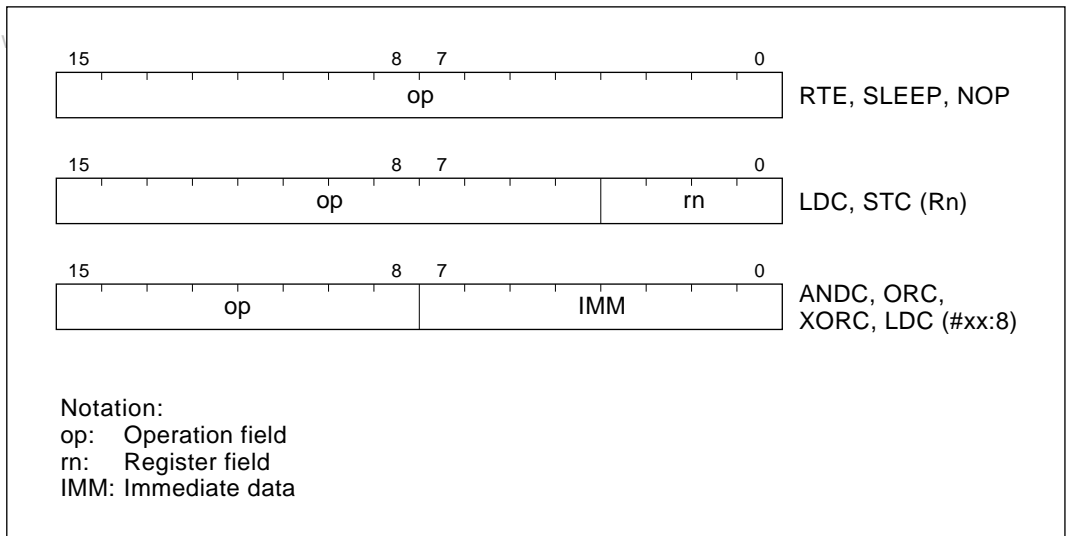 15 8 7 0
op
RTE, SLEEP, NOP
15 8 7 0
op rn
LDC, STC (Rn)
15 8 7 0
op IMM
ANDC, ORC,
XORC, LDC (#xx:8)
Notation:
op: Operation field
rn: Register field
IMM: Immediate data